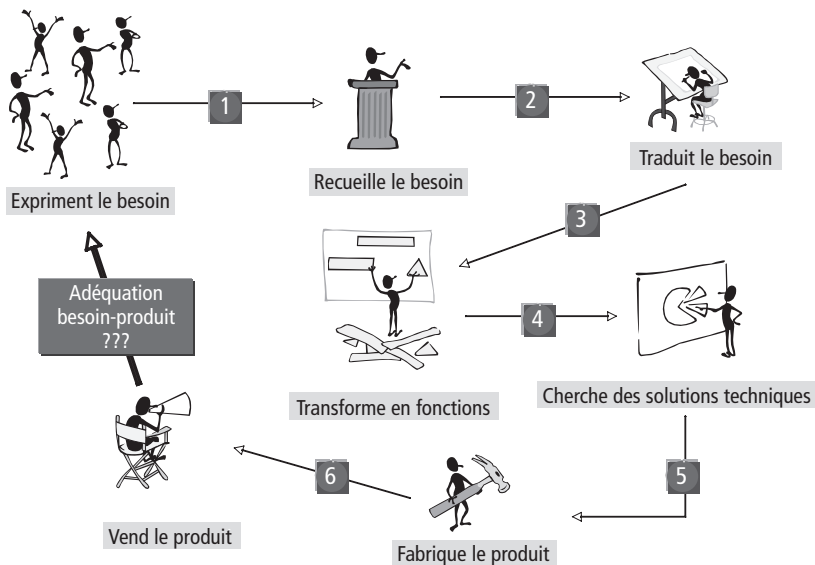 Expriment le besoin
1
Recueille le besoin
2
Traduit le besoin
3
Transforme en fonctions
4
Cherche des solutions techniques
5
Fabrique le produit
6
Vend le produit
Adéquation
besoin-produit
???